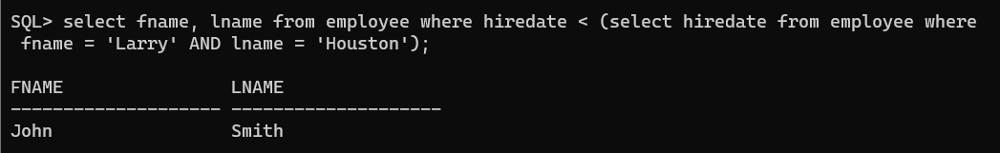 SQL> select fname, lname from employee where hiredate < (select hiredate from employee where
 fname = 'Larry' AND lname = 'Houston');
FNAME                LNAME
-------------------- --------------------
John                 Smith